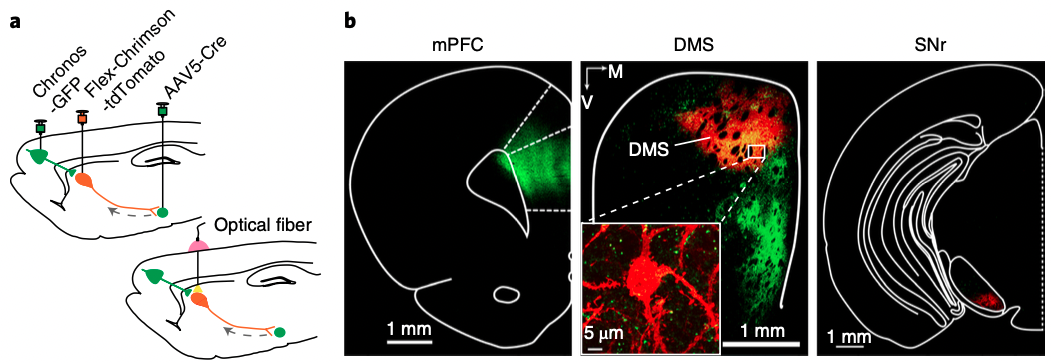 a
Chronos
-GFP
Flex-Chrimson
-tdTomato
AAV5-Cre
Optical fiber
b
mPFC
DMS
SNr
M
V
DMS
1 mm
5 μm
1 mm
1 mm